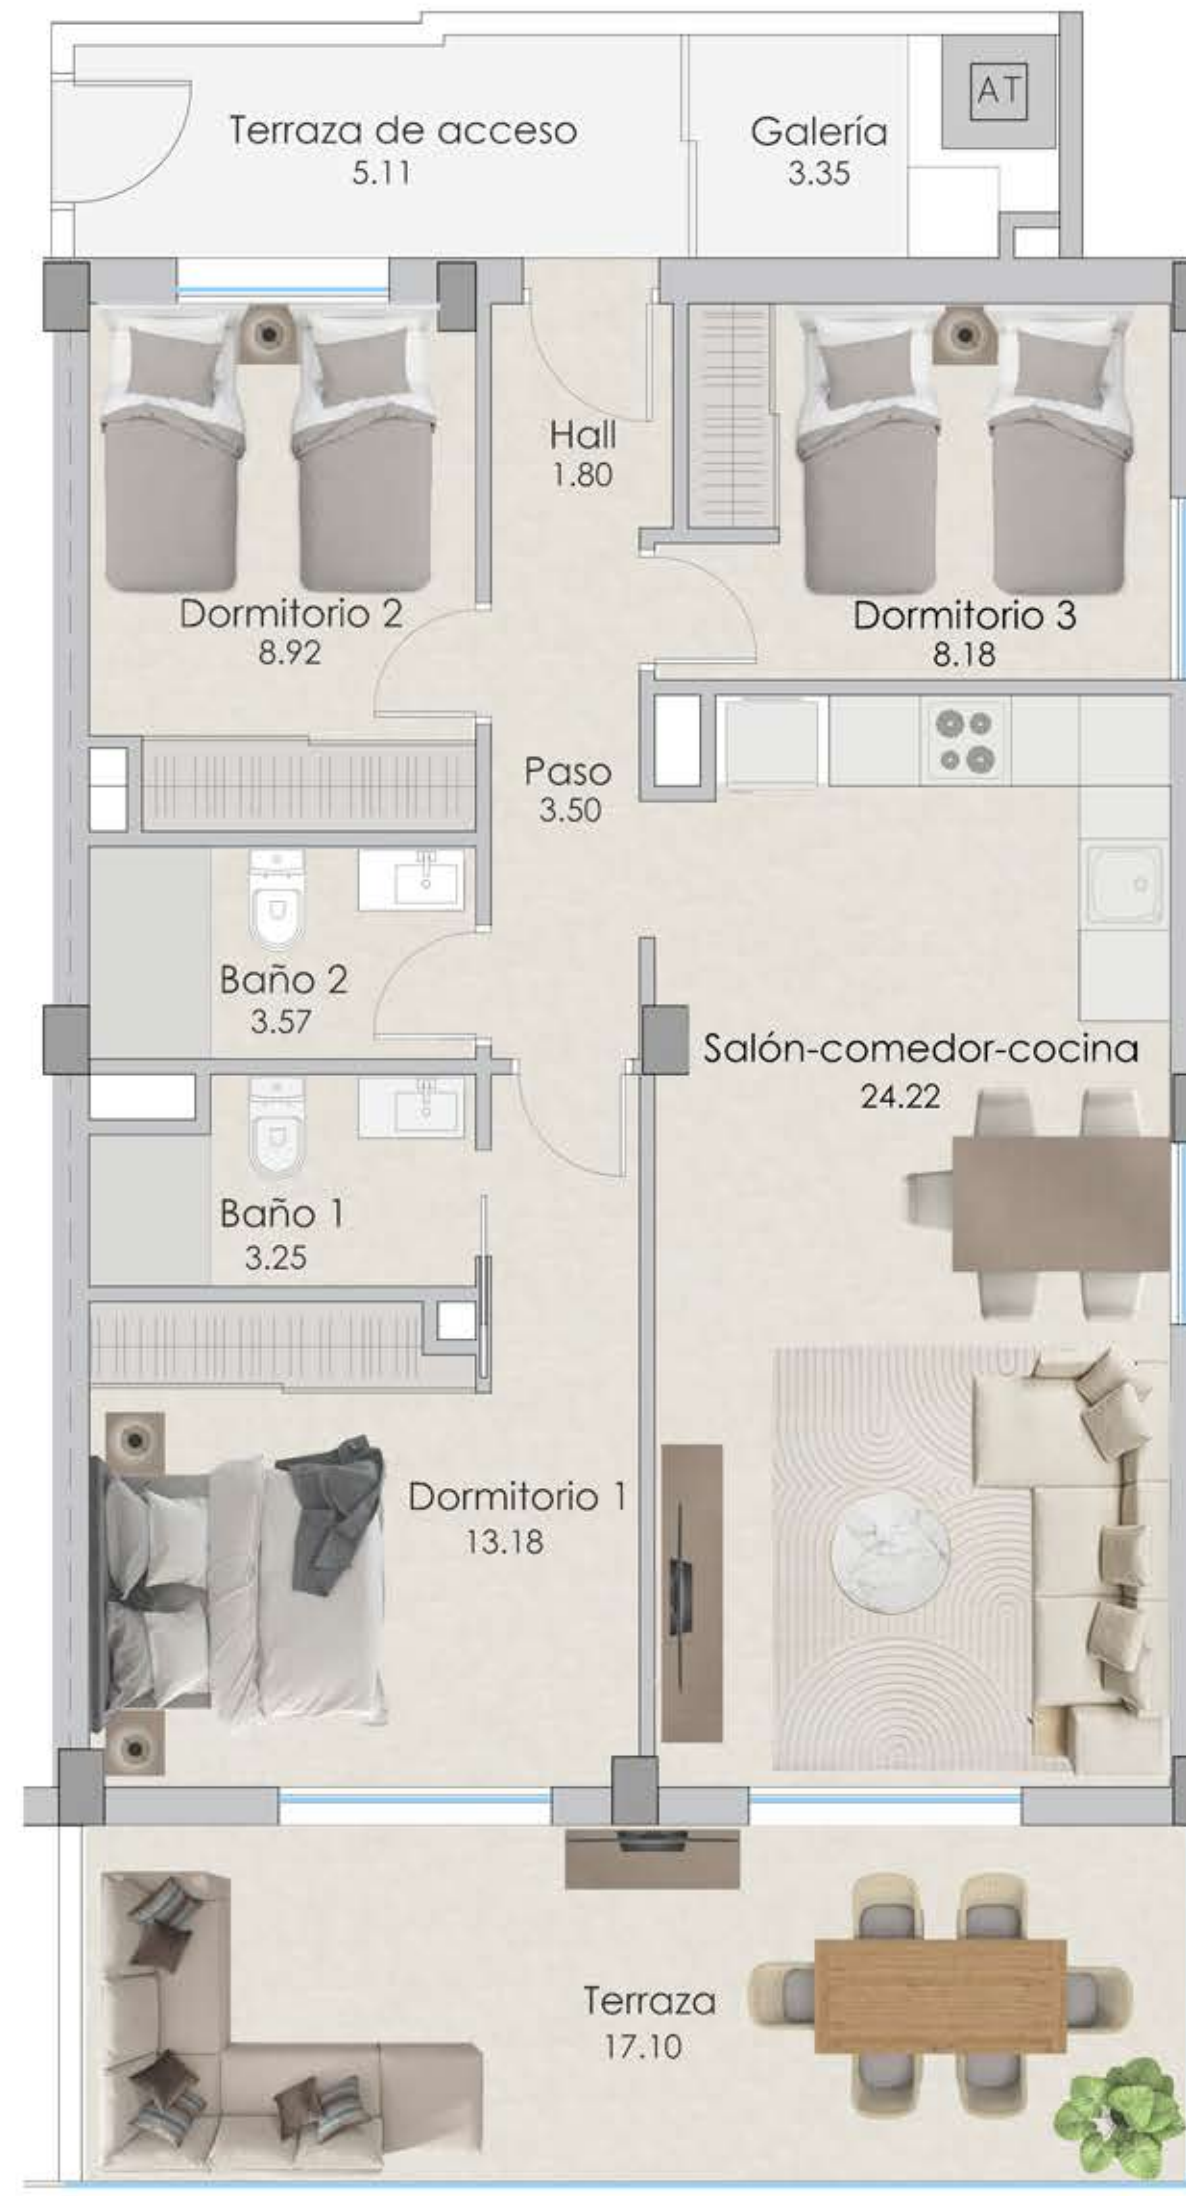 Terraza de acceso
5.11
Galería
3.35
AT
Hall
1.80
Dormitorio 2
8.92
Dormitorio 3
8.18
Paso
3.50
Baño 2
3.57
Salón-comedor-cocina
24.22
Baño 1
3.25
Dormitorio 1
13.18
Terraza
17.10